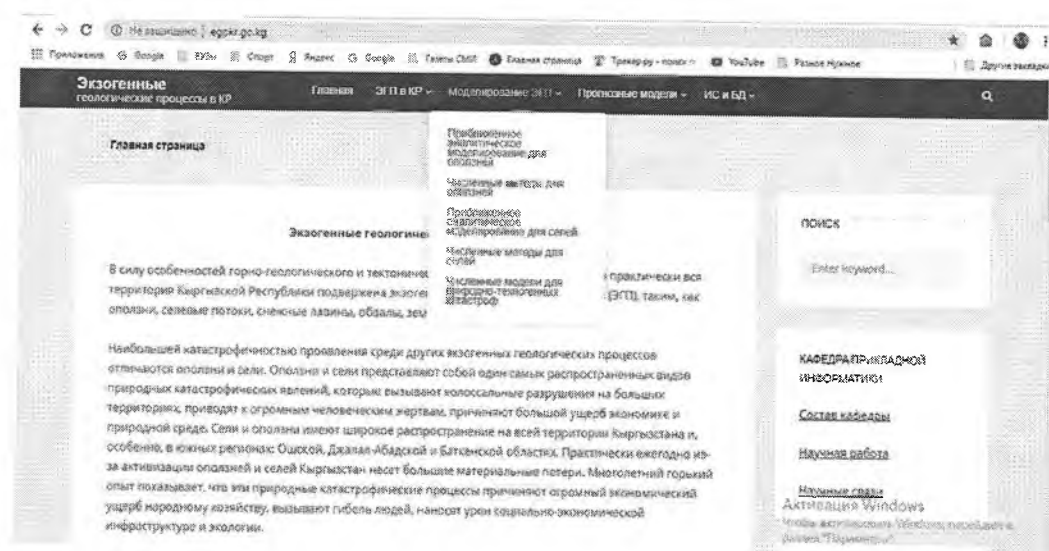 Не защищено | egpkr.gc.kg
Приложения Google ВУЗы Спорт Яндекс Google Газеты СМИ Главная страница Трекер.ру - поиск YouTube Разное Нужное Другие закладки
Экзогенные
геологические процессы в КР
Главная ЭГП в КР Моделирование ЭГП Прогнозные модели ИС и БД
Главная страница
Приближенное
аналитическое
моделирование для
оползней
Численные методы для
оползней
Приближенное
аналитическое
моделирование для селей
Численные методы для
селей
Численные модели для
природно-техногенных
катастроф
Экзогенные геологичес
В силу особенностей горно-геологического и тектоничес практически вся
территория Кыргызской Республики подвержена экзоген (ЭГП), таким, как
оползни, селевые потоки, снежные лавины, обвалы, зем
Наибольшей катастрофичностью проявления среди других экзогенных геологических процессов
отличаются оползни и сели. Оползни и сели представляют собой один самых распространенных видов
природных катастрофических явлений, которые вызывают колоссальные разрушения на больших
территориях, приводят к огромным человеческим жертвам, причиняют большой ущерб экономике и
природной среде. Сели и оползни имеют широкое распространение на всей территории Кыргызстана и,
особенно, в южных регионах: Ошской, Джалал-Абадской и Баткенской областях. Практически ежегодно из-
за активизации оползней и селей Кыргызстан несет большие материальные потери. Многолетний горький
опыт показывает, что эти природные катастрофические процессы причиняют огромный экономический
ущерб народному хозяйству, вызывают гибель людей, наносят урон социально-экономической
инфраструктуре и экологии.
ПОИСК
Enter keyword...
КАФЕДРА ПРИКЛАДНОЙ
ИНФОРМАТИКИ
Состав кафедры
Научная работа
Научные связи
Активация Windows
Чтобы активировать Windows, перейдите в
раздел "Параметры".